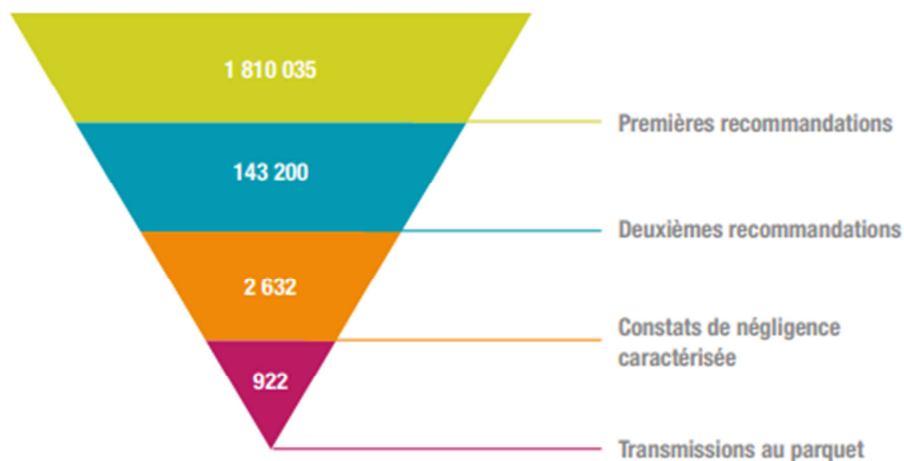 1 810 035
Premières recommandations
143 200
Deuxièmes recommandations
2 632
Constats de négligence
caractérisée
922
Transmissions au parquet